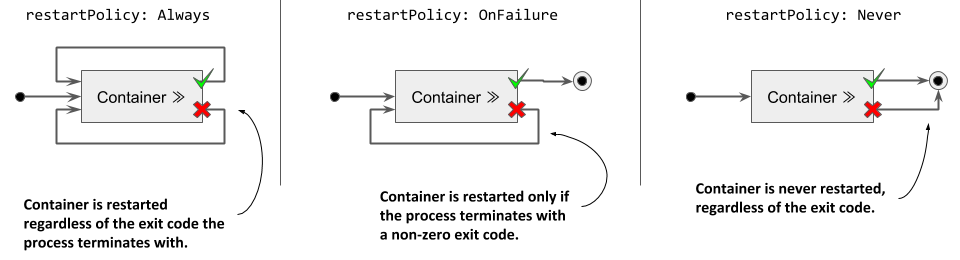 restartPolicy: Always
Container ≫
Container is restarted
regardless of the exit code the
process terminates with.
restartPolicy: OnFailure
Container ≫
Container is restarted only if
the process terminates with
a non-zero exit code.
restartPolicy: Never
Container ≫
Container is never restarted,
regardless of the exit code.